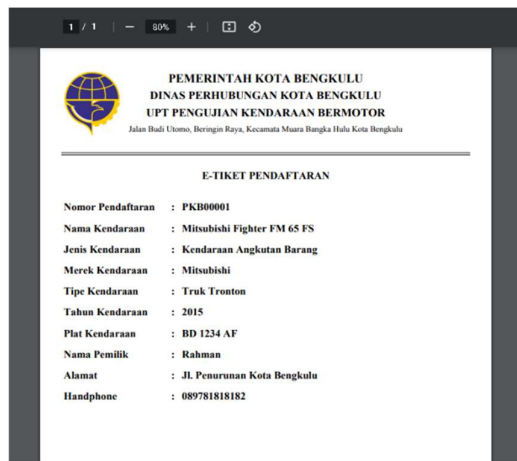 1 / 1 | − 80% + |
PEMERINTAH KOTA BENGKULU
DINAS PERHUBUNGAN KOTA BENGKULU
UPT PENGUJIAN KENDARAAN BERMOTOR
Jalan Budi Utomo, Beringin Raya, Kecamata Muara Bangka Hulu Kota Bengkulu
E-TIKET PENDAFTARAN
Nomor Pendaftaran : PKB00001
Nama Kendaraan : Mitsubishi Fighter FM 65 FS
Jenis Kendaraan : Kendaraan Angkutan Barang
Merek Kendaraan : Mitsubishi
Tipe Kendaraan : Truk Tronton
Tahun Kendaraan : 2015
Plat Kendaraan : BD 1234 AF
Nama Pemilik : Rahman
Alamat : Jl. Penurunan Kota Bengkulu
Handphone : 089781818182